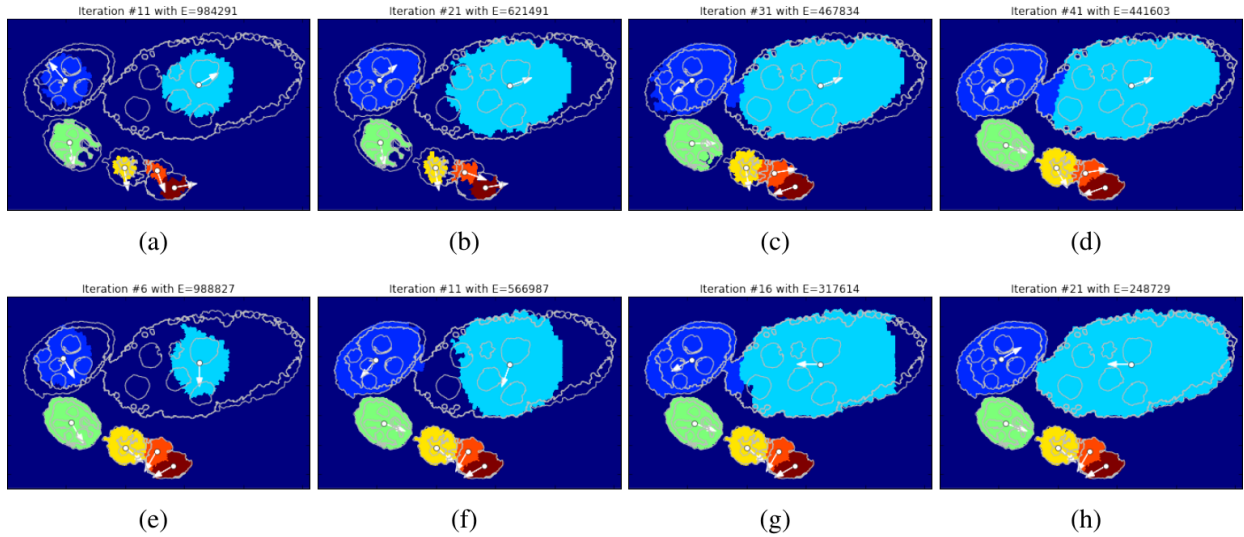 Iteration #11 with E=984291
Iteration #21 with E=621491
Iteration #31 with E=467834
Iteration #41 with E=441603
(a)
(b)
(c)
(d)
Iteration #6 with E=988827
Iteration #11 with E=566987
Iteration #16 with E=317614
Iteration #21 with E=248729
(e)
(f)
(g)
(h)